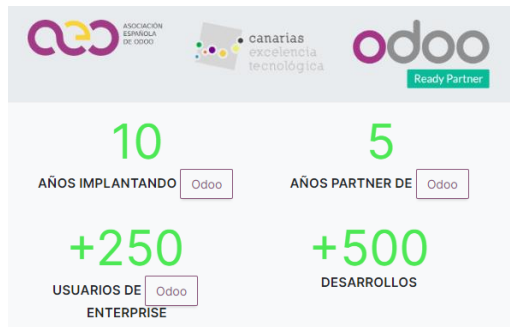 aeo
ASOCIACIÓN
ESPAÑOLA
DE ODOO
canarias
excelencia
tecnológica
odoo
Ready Partner
10
AÑOS IMPLANTANDO Odoo
5
AÑOS PARTNER DE Odoo
+250
USUARIOS DE Odoo
ENTERPRISE
+500
DESARROLLOS